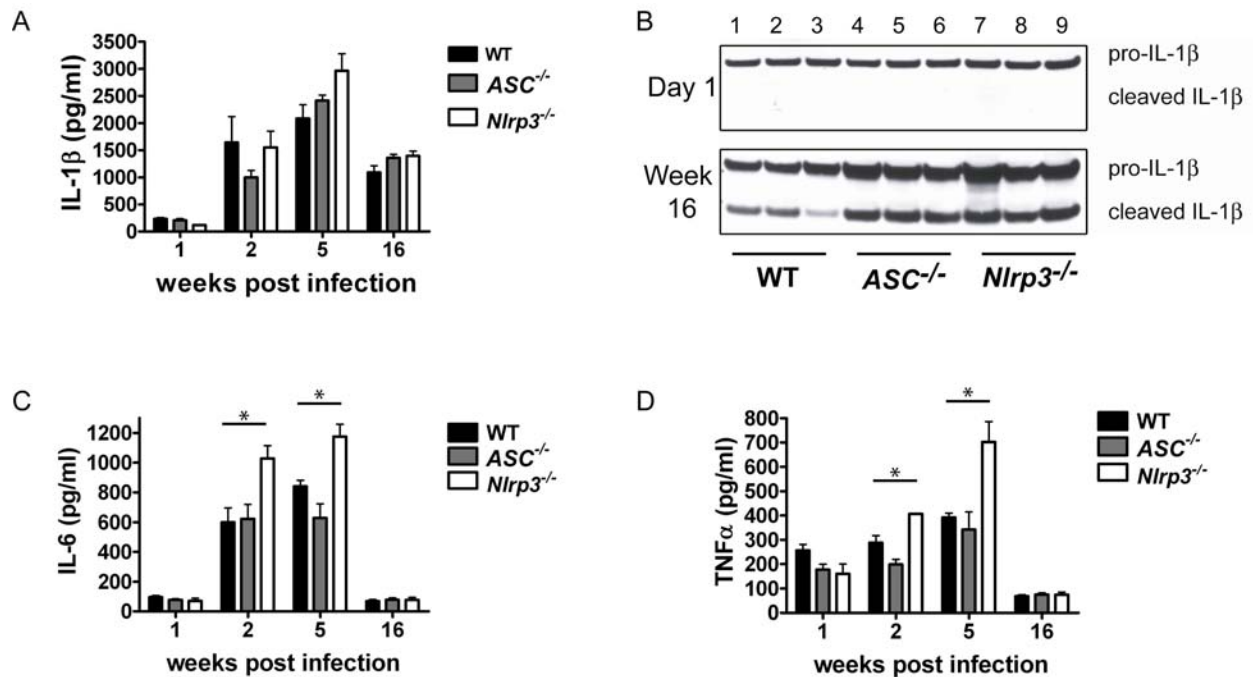 A
IL-1β (pg/ml)
3500
3000
2500
2000
1500
1000
500
0
1 2 5 16
weeks post infection
WT
ASC-/-
Nlrp3-/-
B
1 2 3 4 5 6 7 8 9
Day 1
pro-IL-1β
cleaved IL-1β
Week
16
pro-IL-1β
cleaved IL-1β
WT ASC-/- Nlrp3-/-
C
IL-6 (pg/ml)
1200
1000
800
600
400
200
0
* *
1 2 5 16
weeks post infection
WT
ASC-/-
Nlrp3-/-
D
TNFα (pg/ml)
800
700
600
500
400
300
200
100
0
* *
1 2 5 16
weeks post infection
WT
ASC-/-
Nlrp3-/-